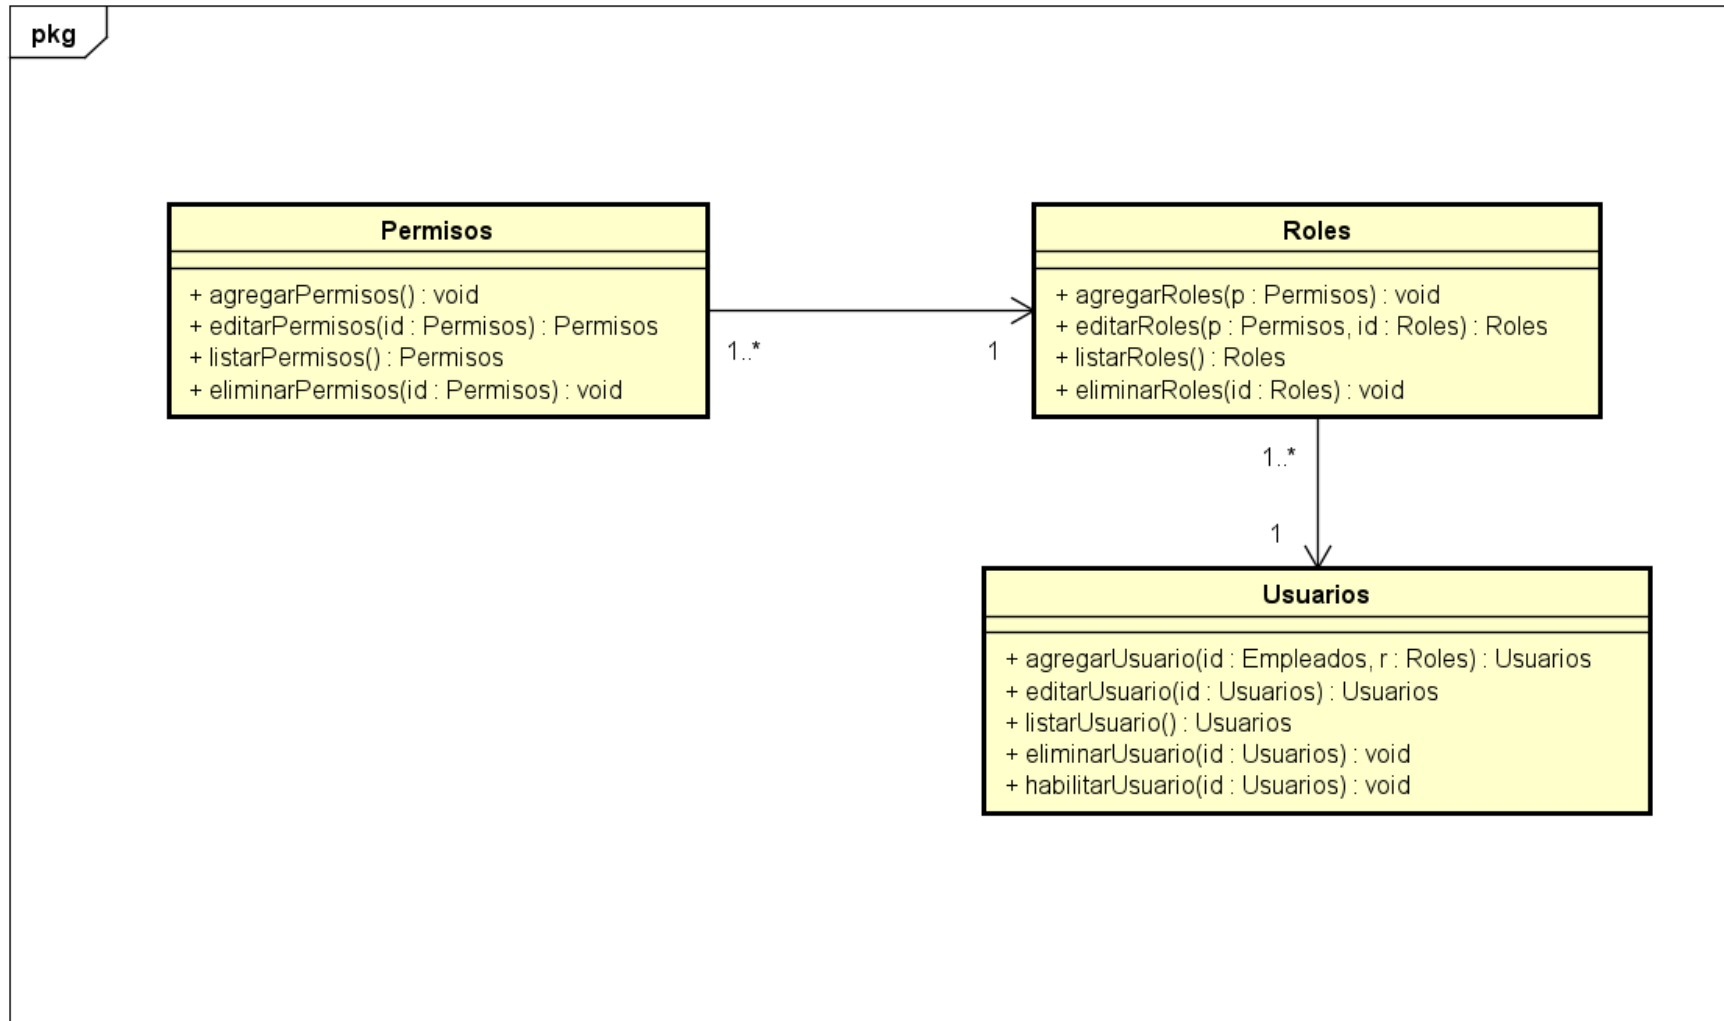 pkg
Permisos
+ agregarPermisos() : void
+ editarPermisos(id : Permisos) : Permisos
+ listarPermisos() : Permisos
+ eliminarPermisos(id : Permisos) : void
1..*
1
Roles
+ agregarRoles(p : Permisos) : void
+ editarRoles(p : Permisos, id : Roles) : Roles
+ listarRoles() : Roles
+ eliminarRoles(id : Roles) : void
1..*
1
Usuarios
+ agregarUsuario(id : Empleados, r : Roles) : Usuarios
+ editarUsuario(id : Usuarios) : Usuarios
+ listarUsuario() : Usuarios
+ eliminarUsuario(id : Usuarios) : void
+ habilitarUsuario(id : Usuarios) : void